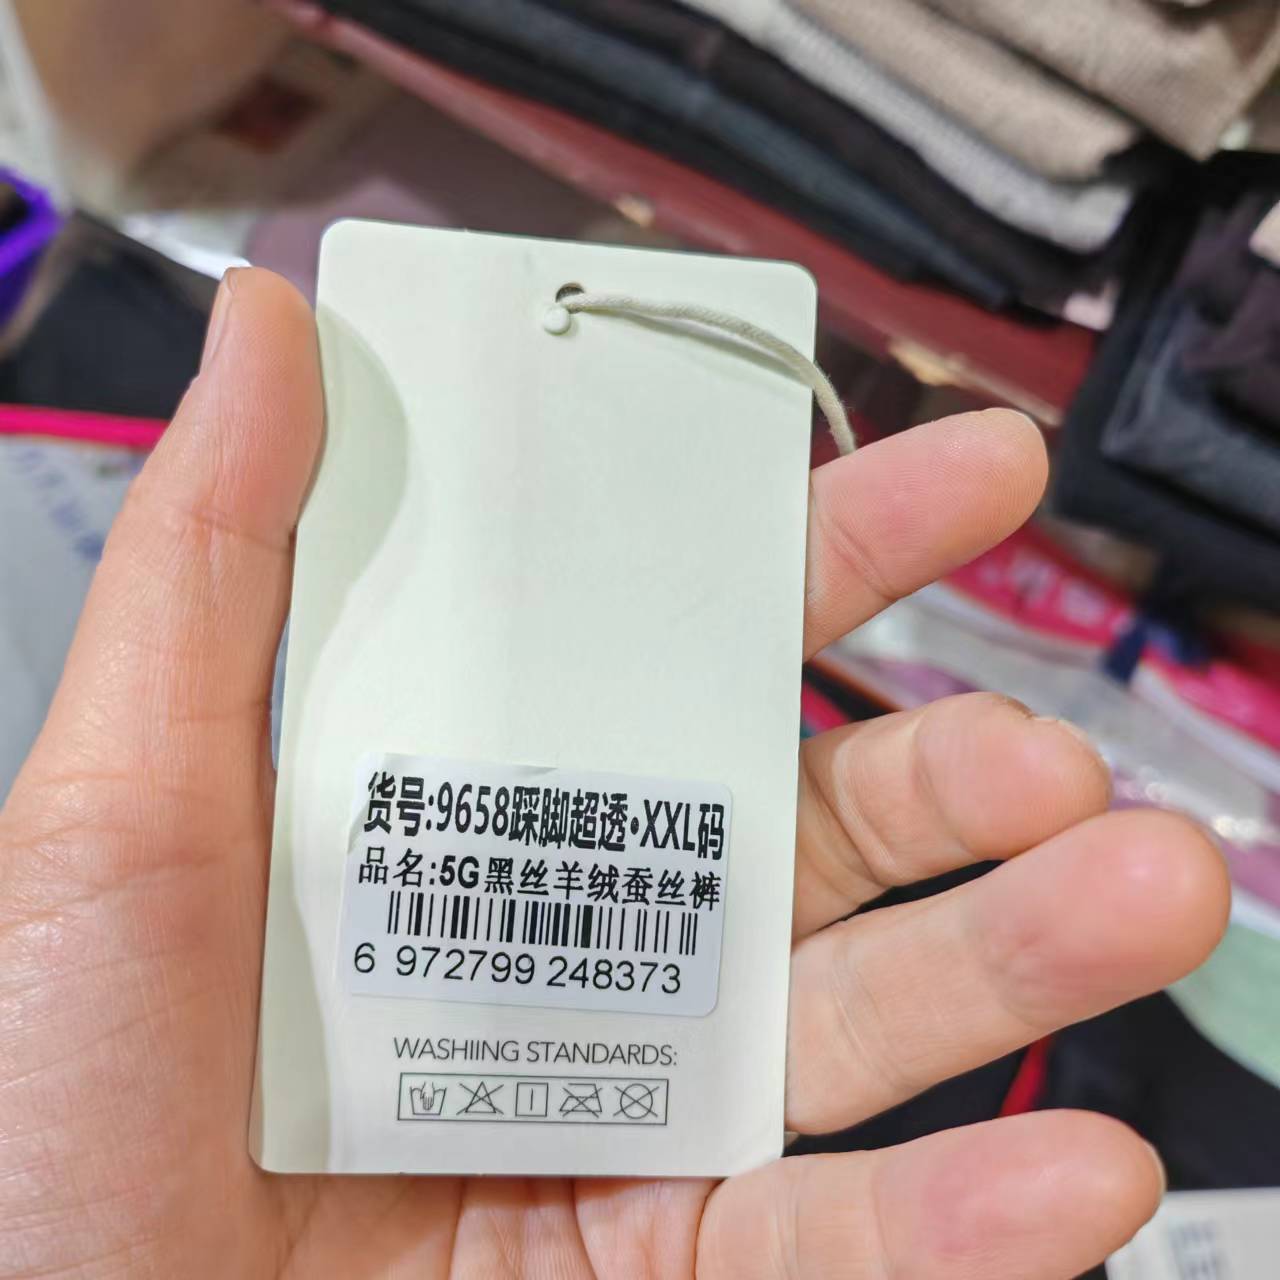 货号:9658踩脚超透·XXL码
品名:5G黑丝羊绒蚕丝裤
6 972799 248373
WASHIING STANDARDS: